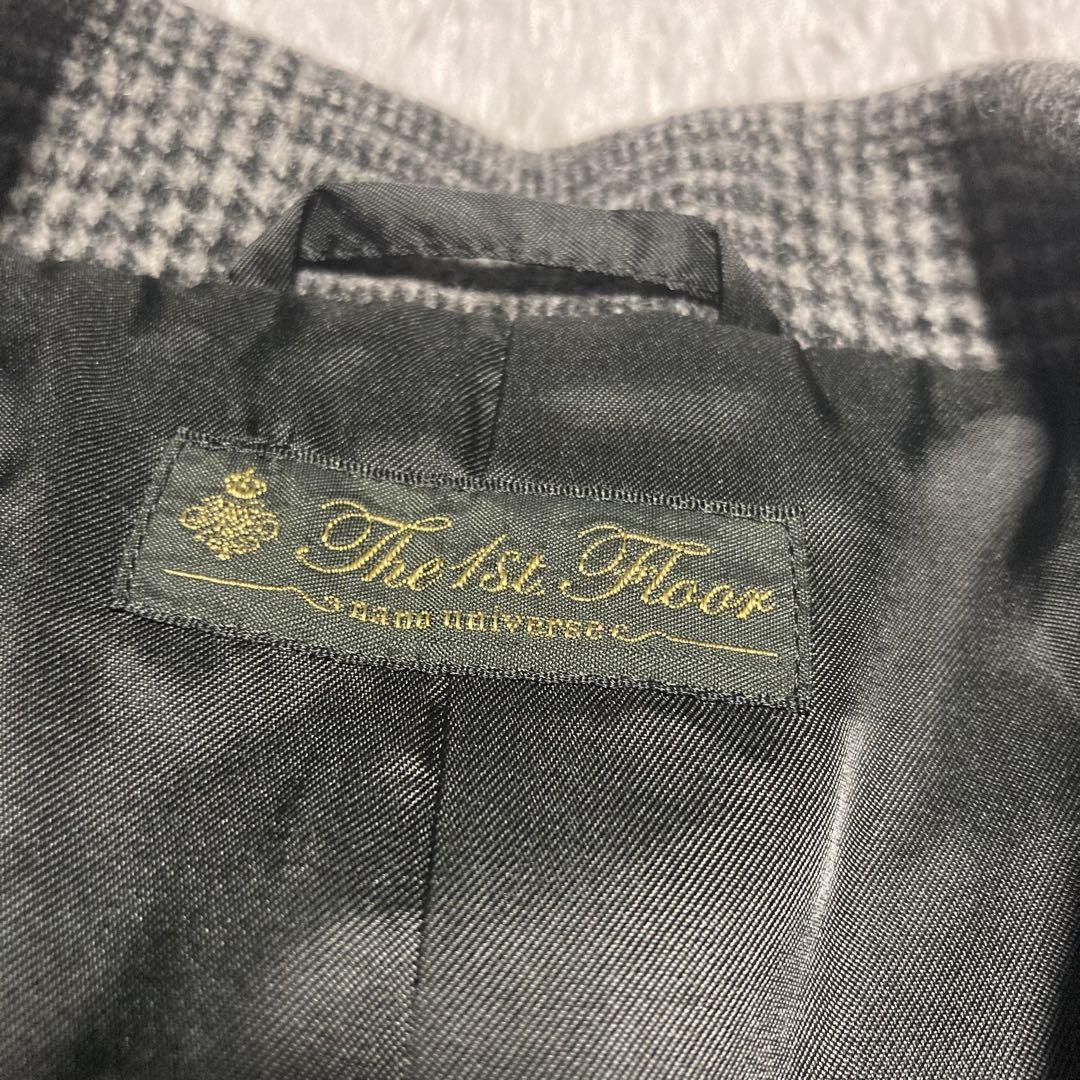 The 1st. Floor
nano universe